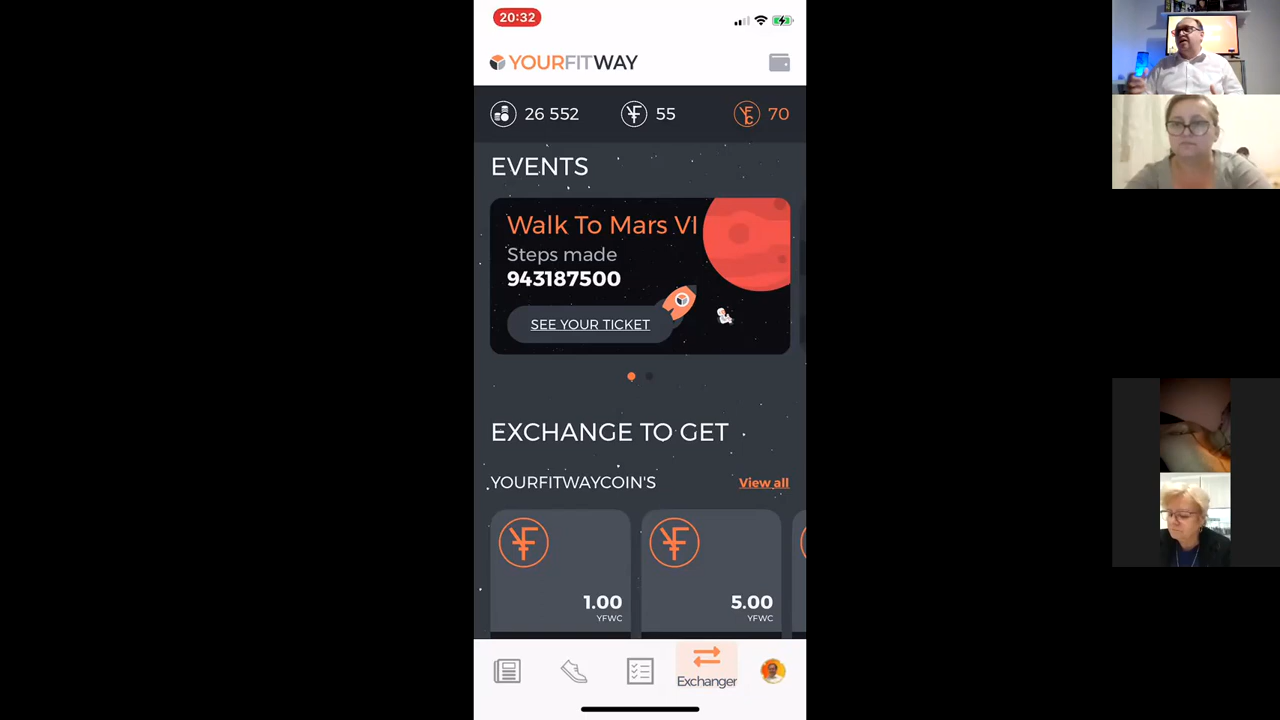 20:32
YOURFITWAY
26 552 55 70
EVENTS
Walk To Mars VI
Steps made
943187500
SEE YOUR TICKET
EXCHANGE TO GET
YOURFITWAYCOIN'S View all
1.00 5.00
YFWC YFWC
Exchanger